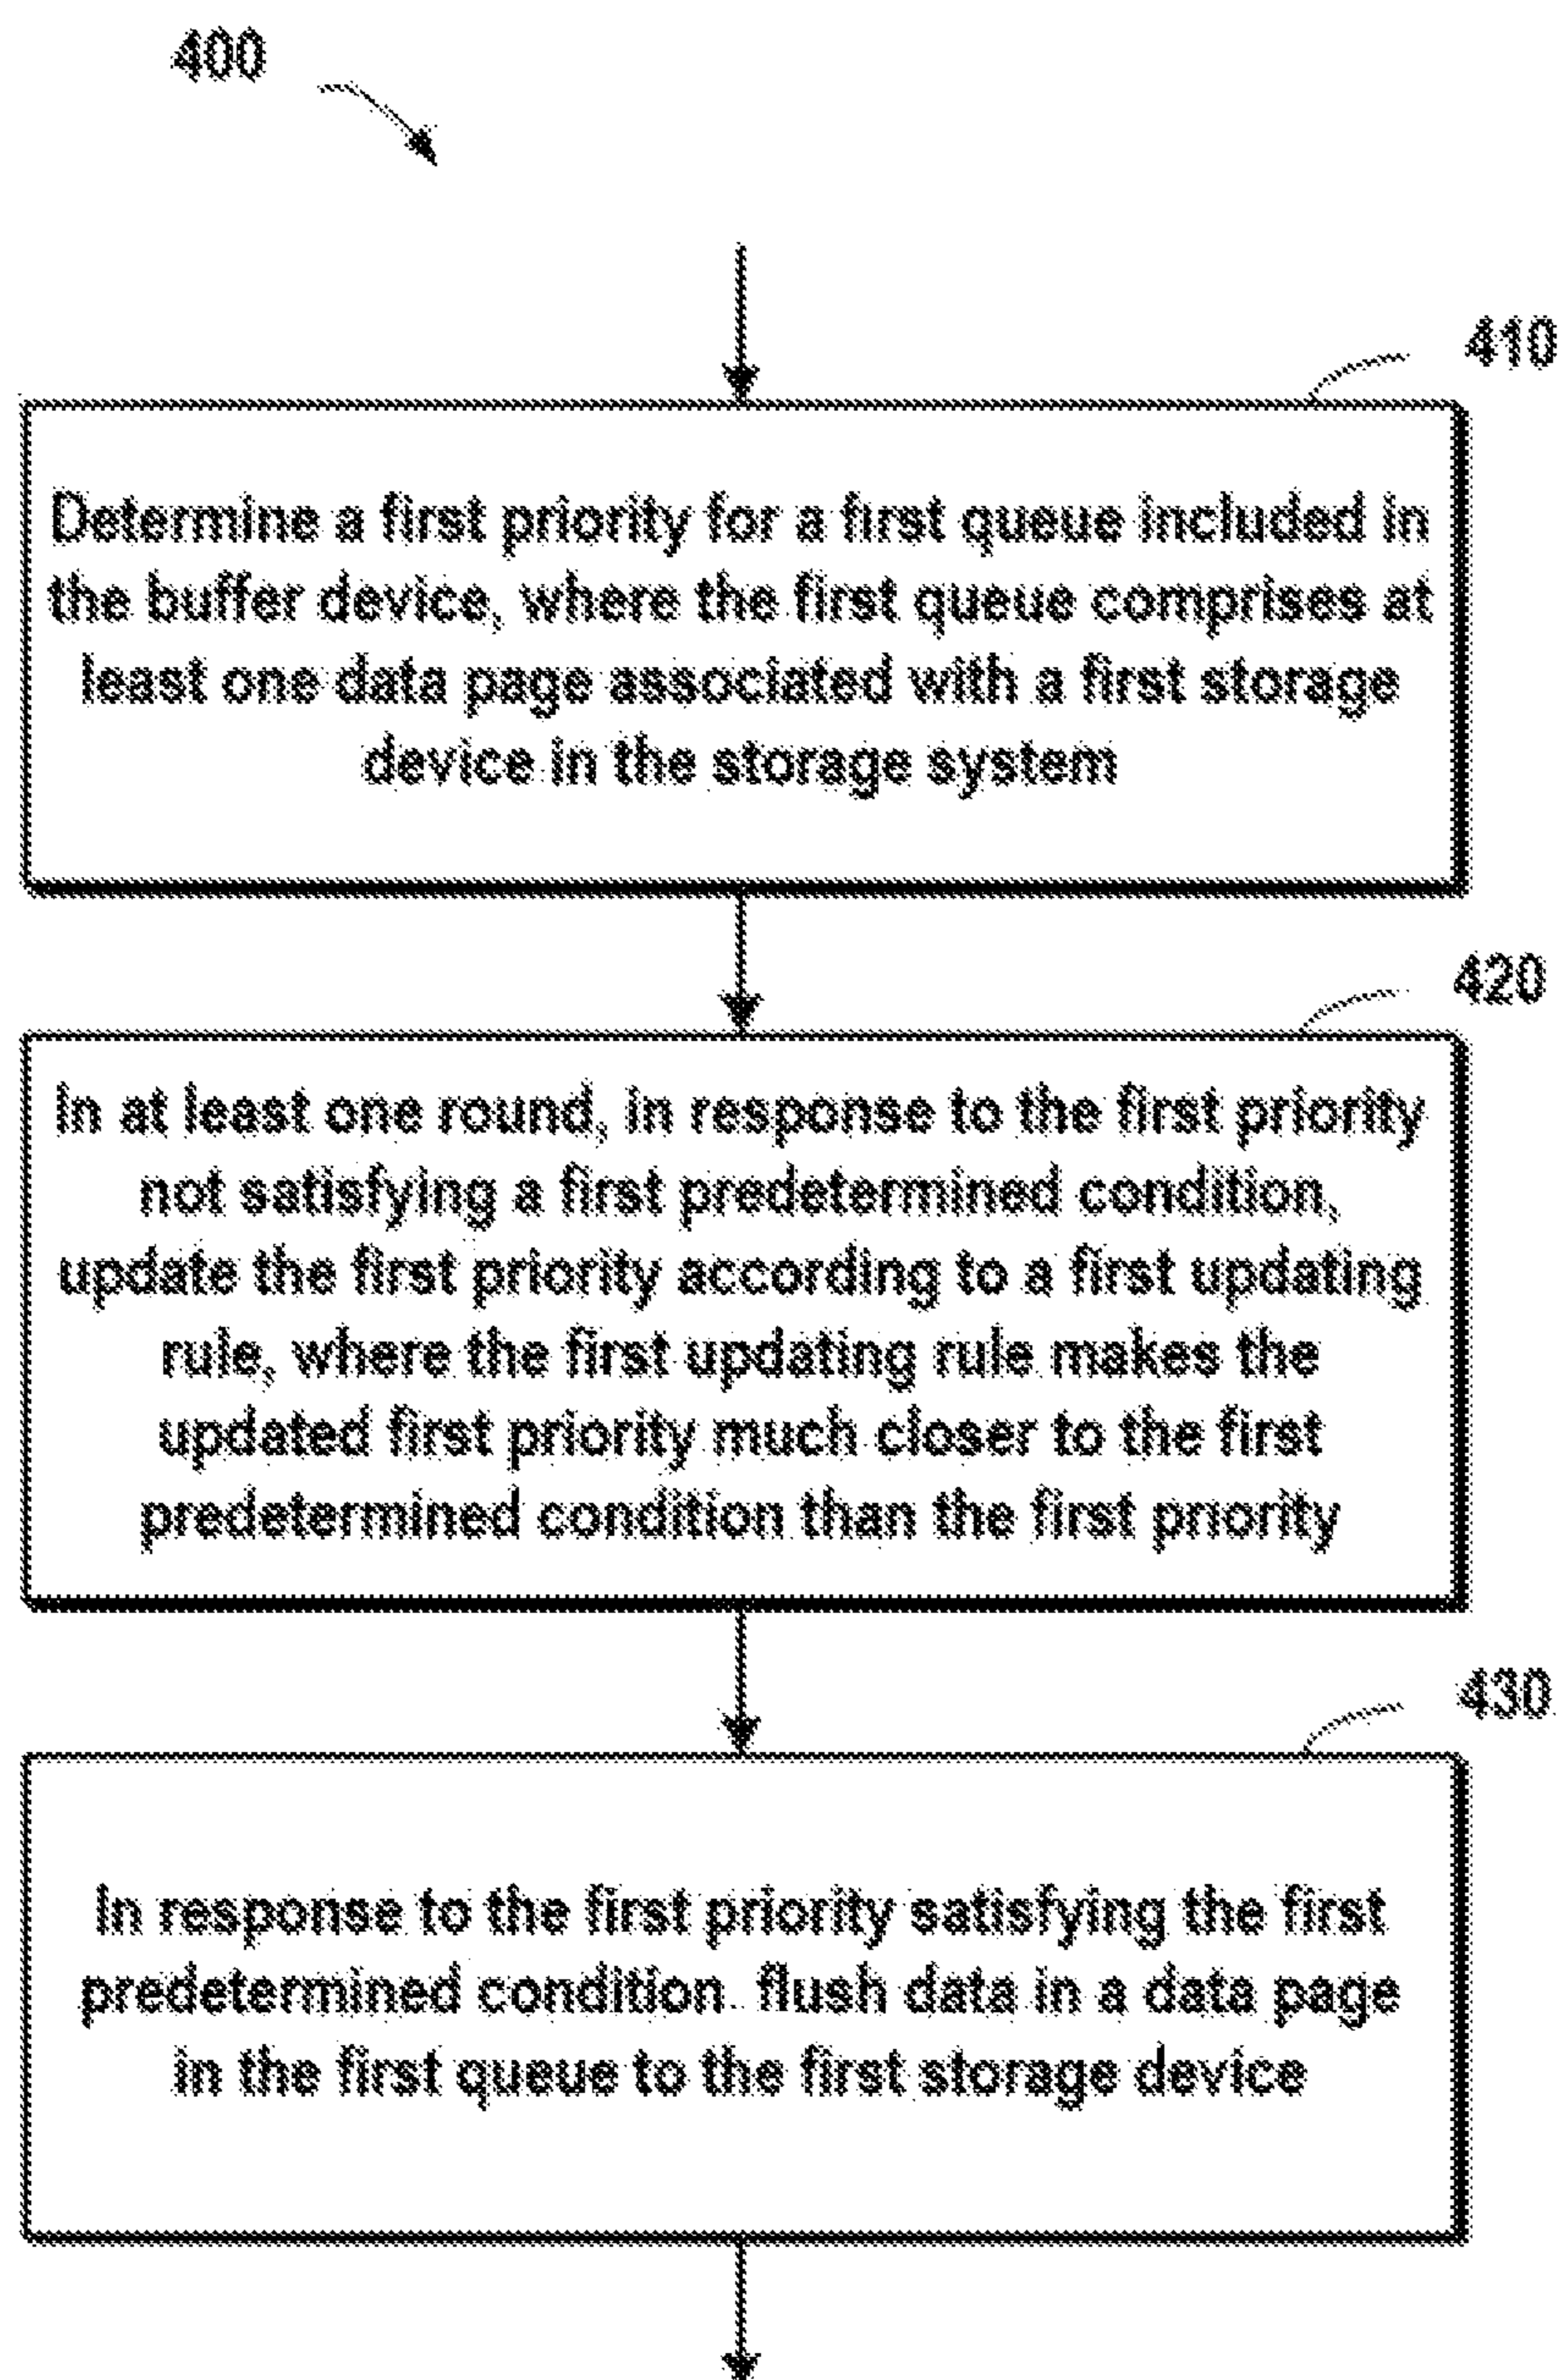 400
410
Determine a first priority for a first queue included in
the buffer device, where the first queue comprises at
least one data page associated with a first storage
device in the storage system
420
In at least one round, in response to the first priority
not satisfying a first predetermined condition,
update the first priority according to a first updating
rule, where the first updating rule makes the
updated first priority much closer to the first
predetermined condition than the first priority
430
In response to the first priority satisfying the first
predetermined condition flush data in a data page
in the first queue to the first storage device